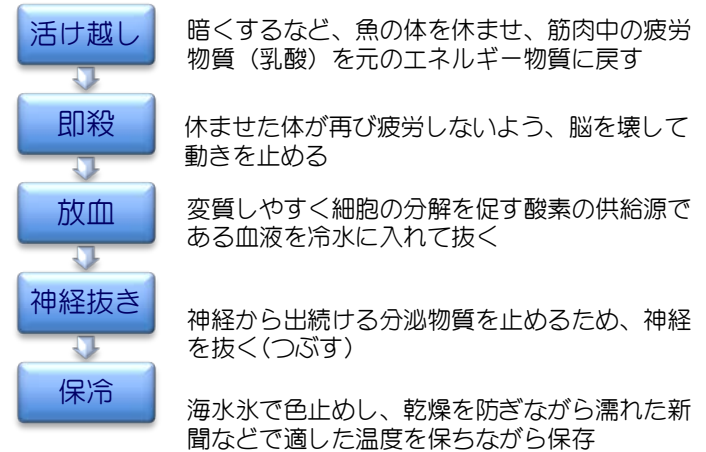 活け越し
暗くするなど、魚の体を休ませ、筋肉中の疲労
物質（乳酸）を元のエネルギー物質に戻す
即殺
休ませた体が再び疲労しないよう、脳を壊して
動きを止める
放血
変質しやすく細胞の分解を促す酸素の供給源で
ある血液を冷水に入れて抜く
神経抜き
神経から出続ける分泌物質を止めるため、神経
を抜く(つぶす)
保冷
海水氷で色止めし、乾燥を防ぎながら濡れた新
聞などで適した温度を保ちながら保存